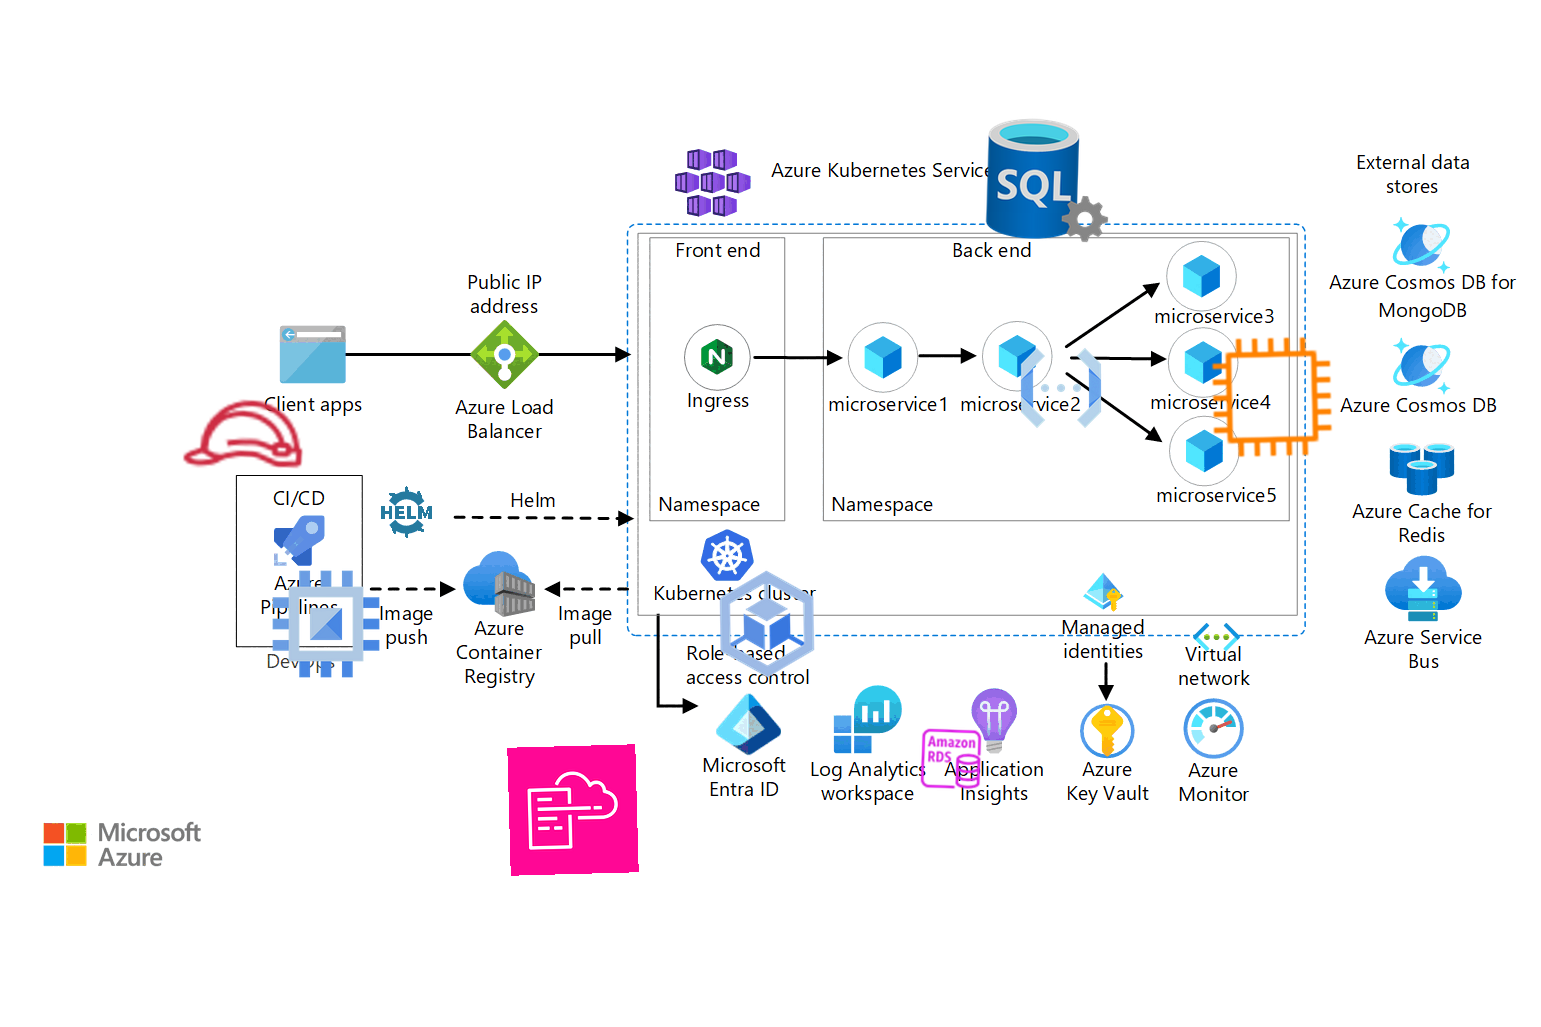 Azure Kubernetes Service
SQL
External data
stores
Front end
Back end
Public IP
address
Azure Cosmos DB for
MongoDB
microservice3
Client apps
Azure Load
Balancer
Ingress
microservice1
microservice2
microservice4
Azure Cosmos DB
CI/CD
HELM
Helm
Namespace
Namespace
microservice5
Azure Cache for
Redis
Azure
Pipelines
Image
push
Azure
Container
Registry
Image
pull
Kubernetes cluster
DevOps
Role-based
access control
Managed
identities
Virtual
network
Azure Service
Bus
Microsoft
Entra ID
Log Analytics
workspace
Amazon
RDS
Application
Insights
Azure
Key Vault
Azure
Monitor
Microsoft
Azure